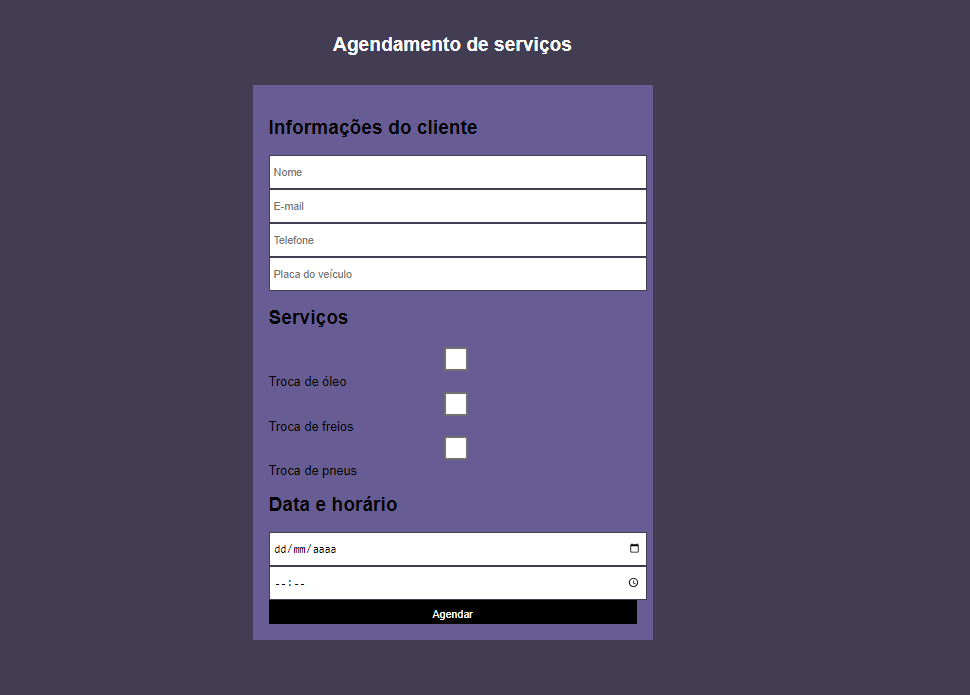 Agendamento de serviços
Informações do cliente
Nome
E-mail
Telefone
Placa do veículo
Serviços
Troca de óleo
Troca de freios
Troca de pneus
Data e horário
dd/mm/aaaa
--:--
Agendar